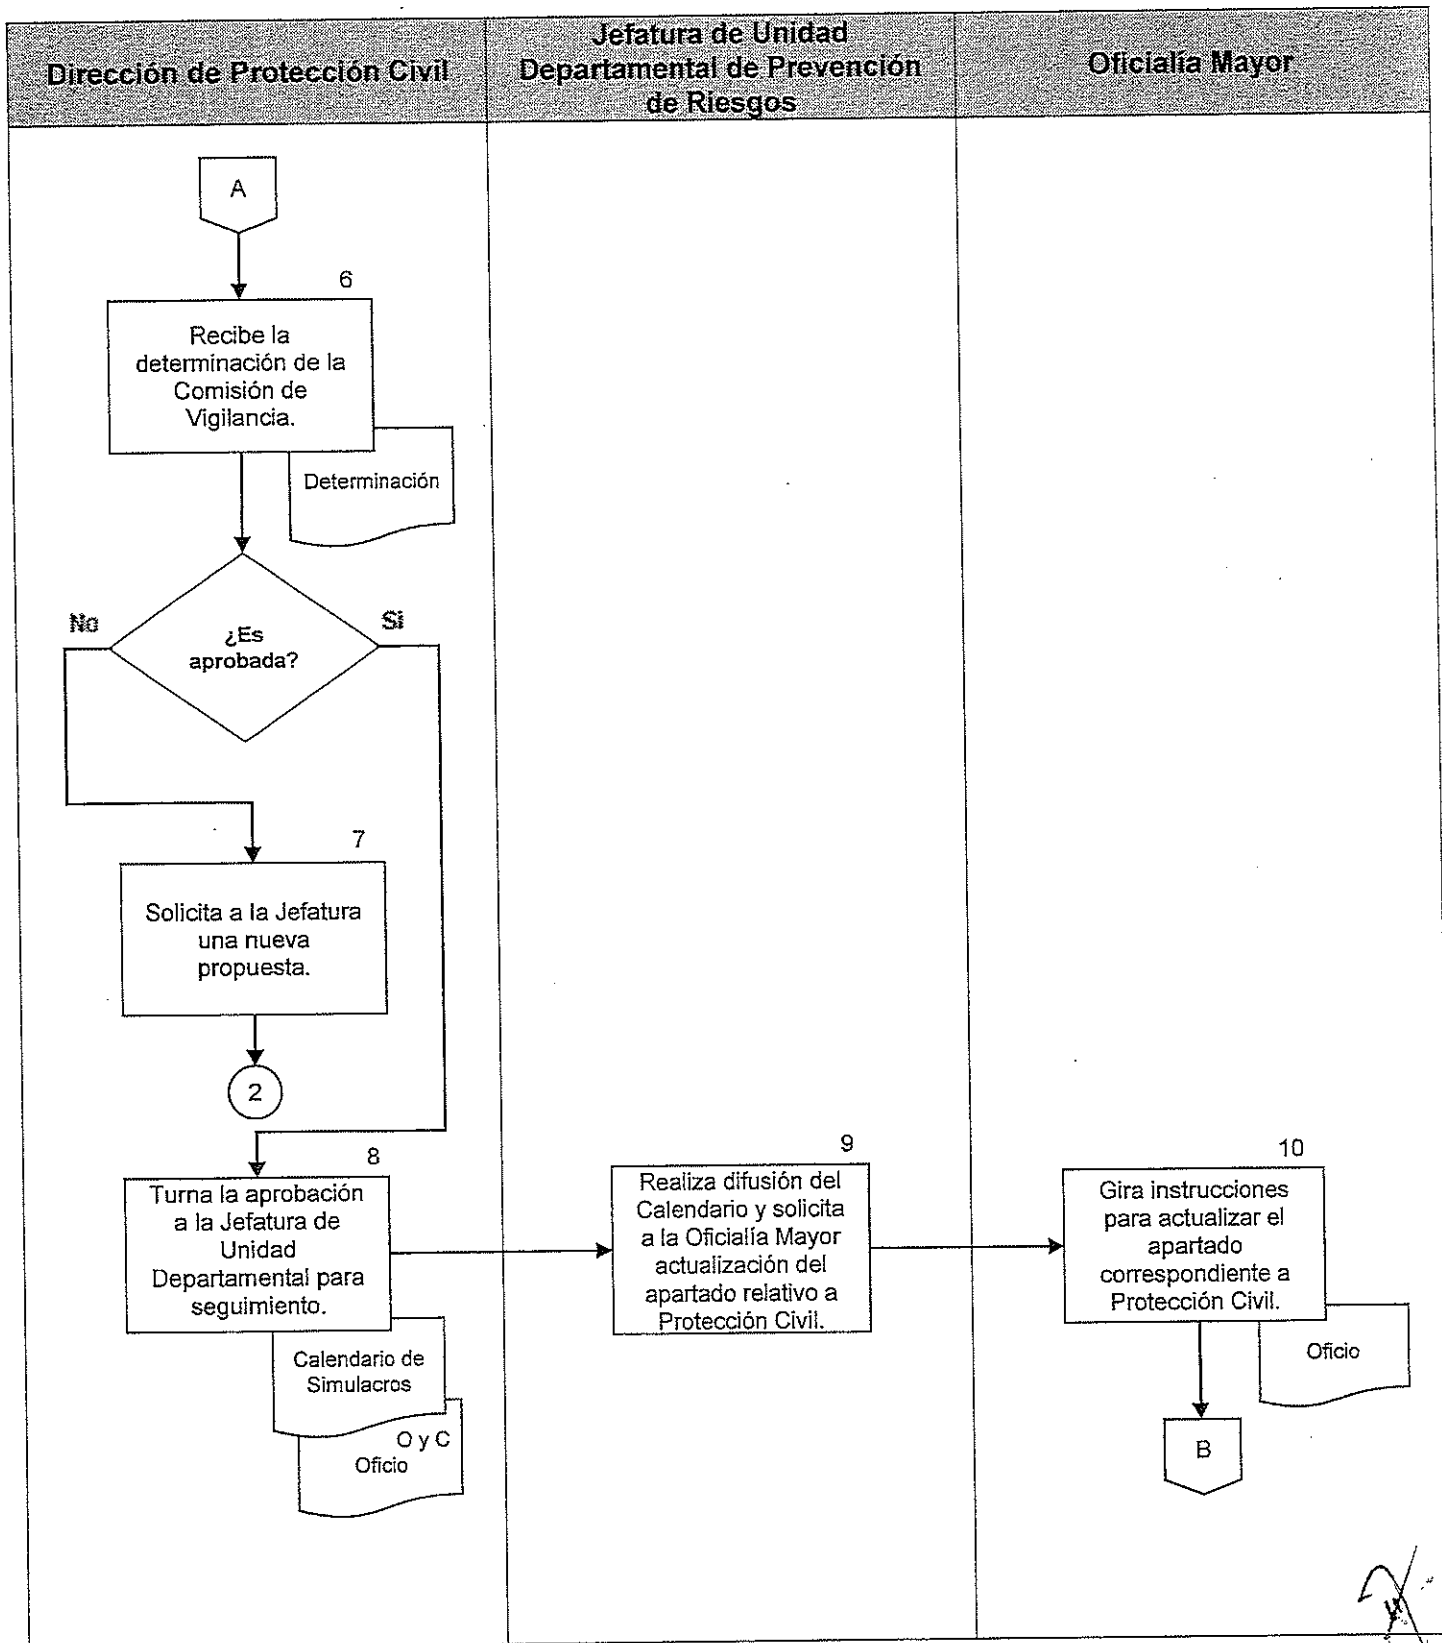 Dirección de Protección Civil
Jefatura de Unidad
Departamental de Prevención
de Riesgos
Oficialía Mayor
A
6
Recibe la
determinación de la
Comisión de
Vigilancia.
Determinación
No
Si
¿Es
aprobada?
7
Solicita a la Jefatura
una nueva
propuesta.
2
8
Turna la aprobación
a la Jefatura de
Unidad
Departamental para
seguimiento.
Calendario de
Simulacros
O y C
Oficio
9
Realiza difusión del
Calendario y solicita
a la Oficialía Mayor
actualización del
apartado relativo a
Protección Civil.
10
Gira instrucciones
para actualizar el
apartado
correspondiente a
Protección Civil.
Oficio
B